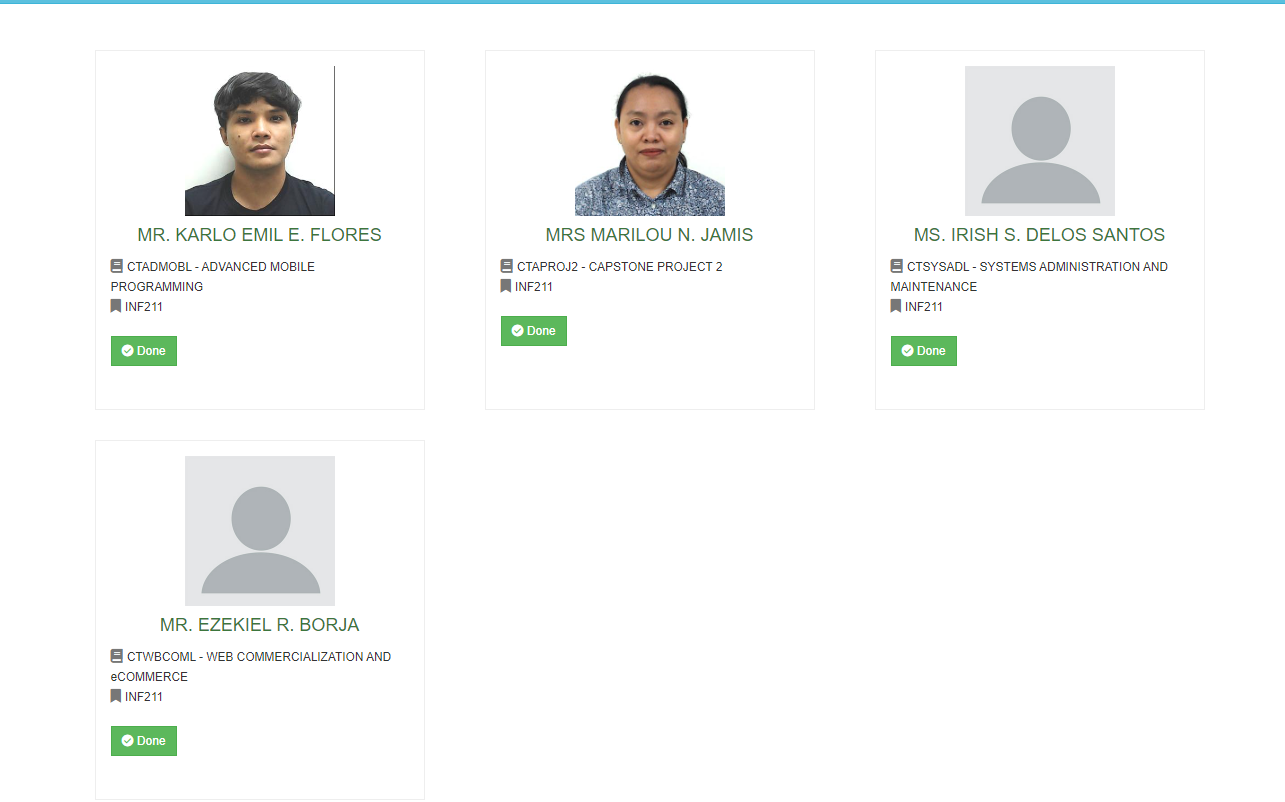 MR. KARLO EMIL E. FLORES
CTADMOBL - ADVANCED MOBILE
PROGRAMMING
INF211
Done
MRS MARILOU N. JAMIS
CTAPROJ2 - CAPSTONE PROJECT 2
INF211
Done
MS. IRISH S. DELOS SANTOS
CTSYSADL - SYSTEMS ADMINISTRATION AND
MAINTENANCE
INF211
Done
MR. EZEKIEL R. BORJA
CTWBCOML - WEB COMMERCIALIZATION AND
eCOMMERCE
INF211
Done